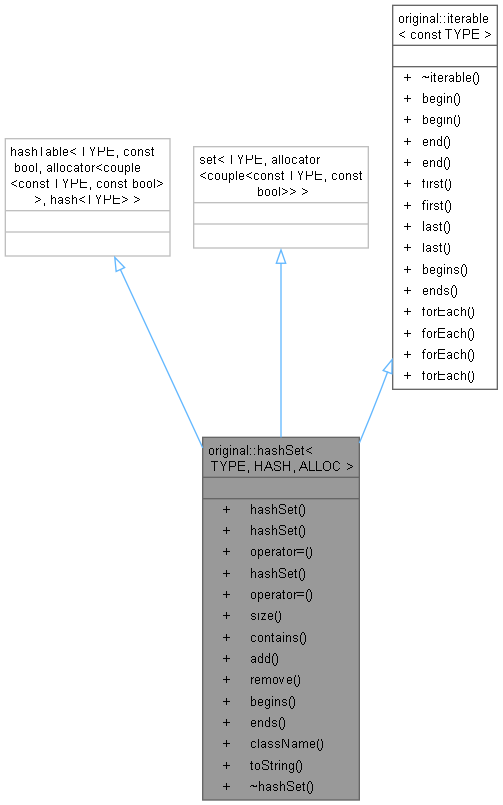 original::iterable
< const TYPE >
+ ~iterable()
+ begin()
+ begin()
+ end()
+ end()
+ first()
+ first()
+ last()
+ last()
+ begins()
+ ends()
+ forEach()
+ forEach()
+ forEach()
+ forEach()
hashTable< TYPE, const
bool, allocator<couple
<const TYPE, const bool>
>, hash<TYPE> >
set< TYPE, allocator
<couple<const TYPE, const
bool>> >
original::hashSet<
TYPE, HASH, ALLOC >
+ hashSet()
+ hashSet()
+ operator=()
+ hashSet()
+ operator=()
+ size()
+ contains()
+ add()
+ remove()
+ begins()
+ ends()
+ className()
+ toString()
+ ~hashSet()